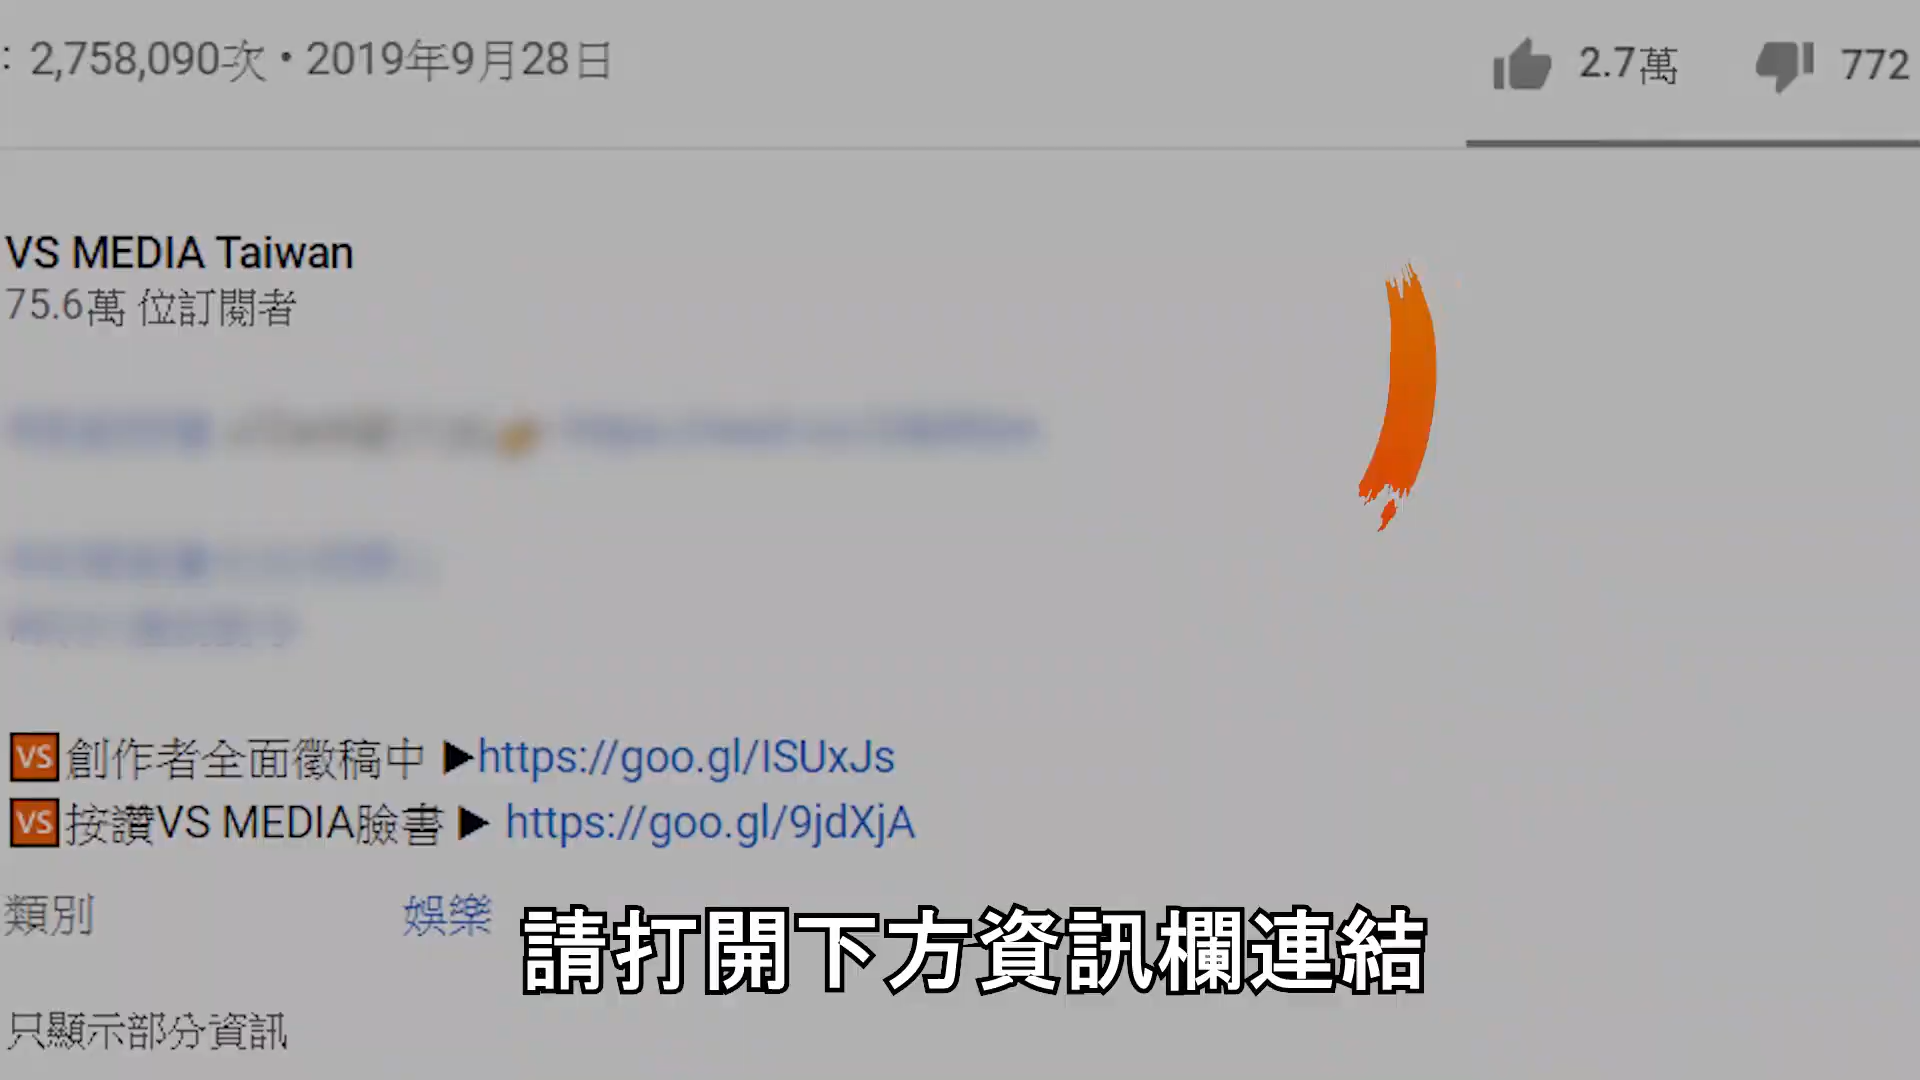 : 2,758,090次 • 2019年9月28日
2.7萬
772
VS MEDIA Taiwan
75.6萬 位訂閱者
VS創作者全面徵稿中 ▶https://goo.gl/ISUxJs
VS按讚VS MEDIA臉書 ▶ https://goo.gl/9jdXjA
類別 娛樂
請打開下方資訊欄連結
只顯示部分資訊